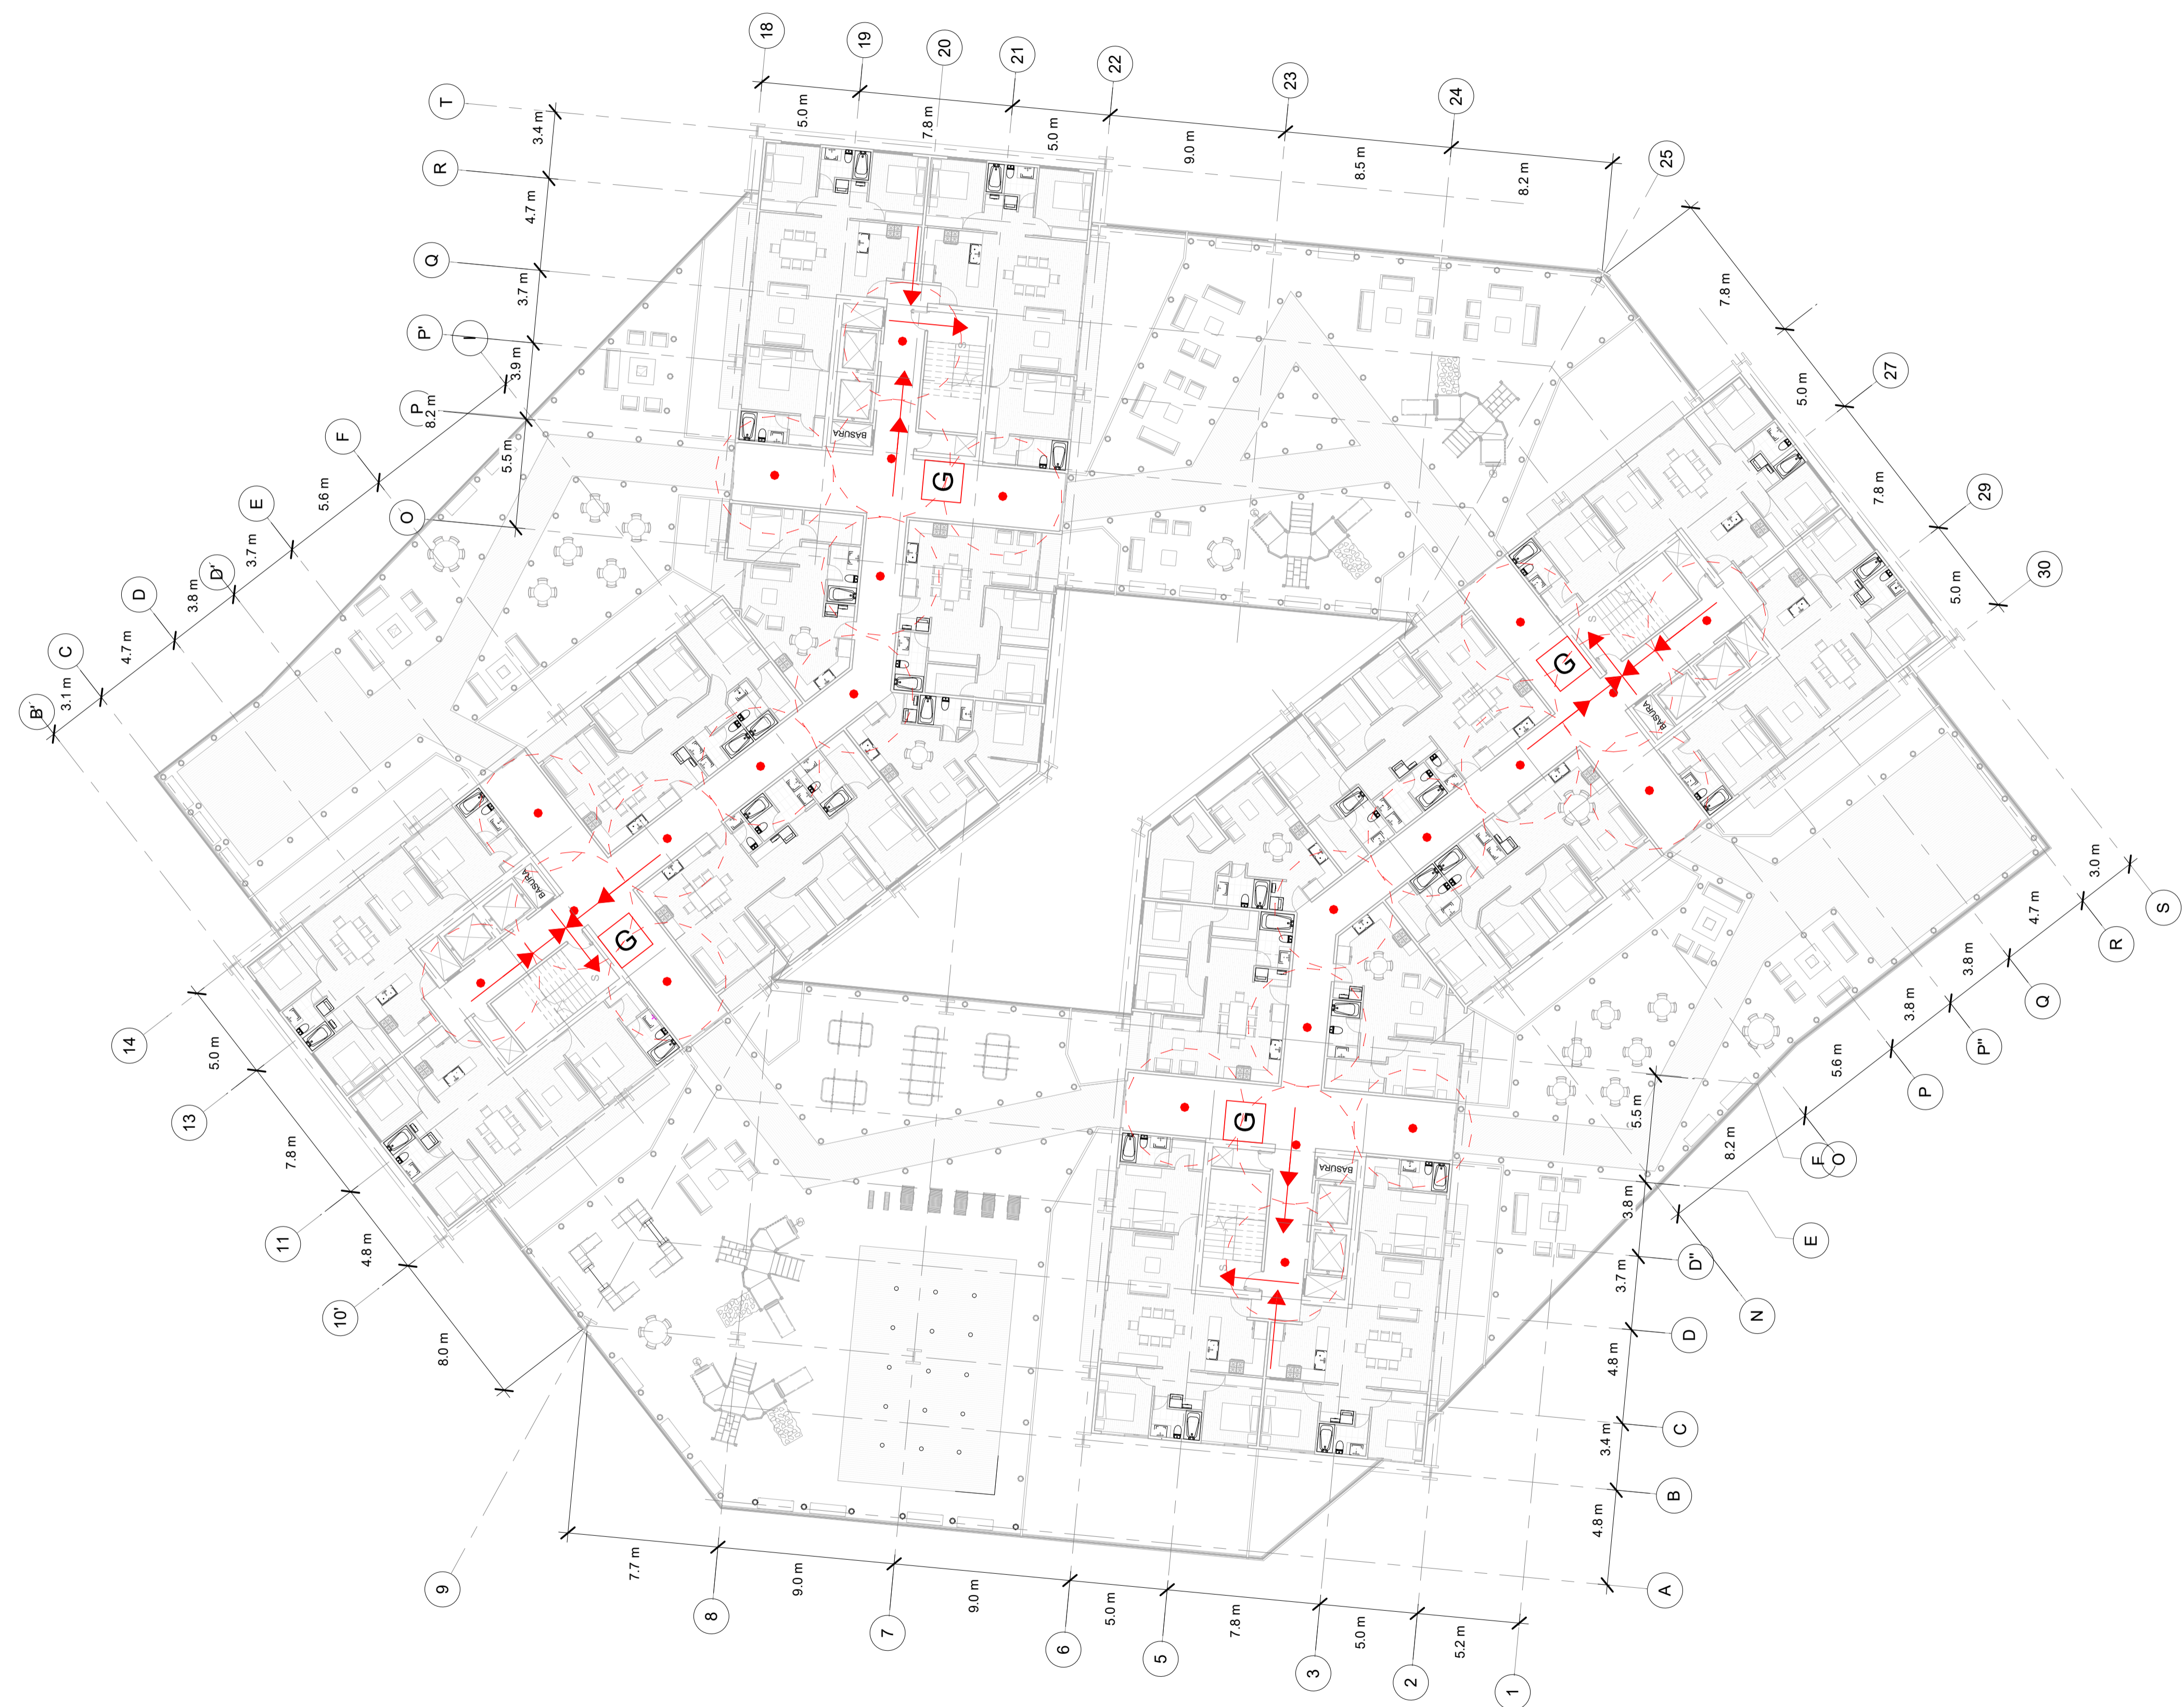 18
19
20
21
22
23
24
25
27
29
30
5.0 m
7.8 m
5.0 m
9.0 m
8.5 m
8.2 m
7.8 m
5.0 m
7.8 m
5.0 m
T
R
Q
P'
P
O
3.4 m
4.7 m
3.7 m
3.9 m
5.5 m
I
F
E
D'
D
C
B'
8.2 m
5.6 m
3.7 m
3.8 m
4.7 m
3.1 m
BASURA
S
G
BASURA
S
G
BASURA
S
G
BASURA
S
G
14
13
11
10'
9
5.0 m
7.8 m
4.8 m
8.0 m
8
7
6
5
3
2
1
7.7 m
9.0 m
9.0 m
5.0 m
7.8 m
5.0 m
5.2 m
S
R
Q
P''
P
O
N
3.0 m
4.7 m
3.8 m
3.8 m
5.6 m
8.2 m
F
E
D''
D
C
B
A
5.5 m
3.8 m
3.7 m
4.8 m
3.4 m
4.8 m